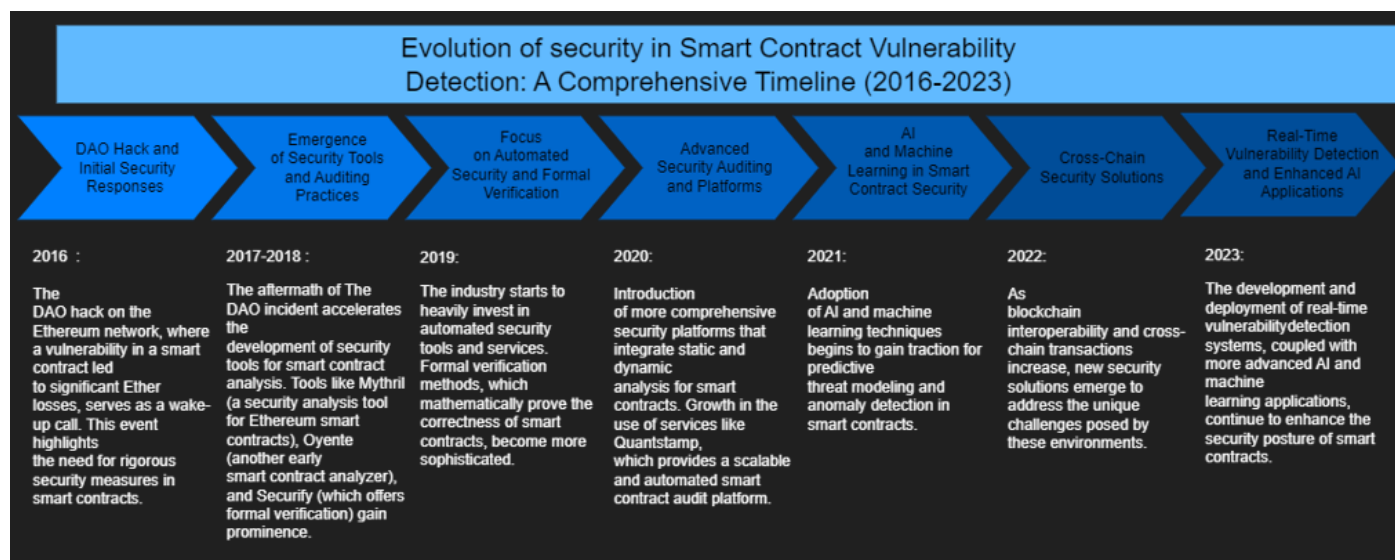 Evolution of security in Smart Contract Vulnerability
Detection: A Comprehensive Timeline (2016-2023)
DAO Hack and
Initial Security
Responses
Emergence
of Security Tools
and Auditing
Practices
Focus
on Automated
Security and Formal
Verification
Advanced
Security Auditing
and Platforms
AI
and Machine
Learning in Smart
Contract Security
Cross-Chain
Security Solutions
Real-Time
Vulnerability Detection
and Enhanced AI
Applications
2016 :
The
DAO hack on the
Ethereum network, where
a vulnerability in a smart
contract led
to significant Ether
losses, serves as a wake-
up call. This event
highlights
the need for rigorous
security measures in
smart contracts.
2017-2018 :
The aftermath of The
DAO incident accelerates
the
development of security
tools for smart contract
analysis. Tools like Mythril
(a security analysis tool
for Ethereum smart
contracts), Oyente
(another early
smart contract analyzer),
and Securify (which offers
formal verification) gain
prominence.
2019:
The industry starts to
heavily invest in
automated security
tools and services.
Formal verification
methods, which
mathematically prove the
correctness of smart
contracts, become more
sophisticated.
2020:
Introduction
of more comprehensive
security platforms that
integrate static and
dynamic
analysis for smart
contracts. Growth in the
use of services like
Quantstamp,
which provides a scalable
and automated smart
contract audit platform.
2021:
Adoption
of AI and machine
learning techniques
begins to gain traction for
predictive
threat modeling and
anomaly detection in
smart contracts.
2022:
As
blockchain
interoperability and cross-
chain transactions
increase, new security
solutions emerge to
address the unique
challenges posed by
these environments.
2023:
The development and
deployment of real-time
vulnerabilitydetection
systems, coupled with
more advanced AI and
machine
learning applications,
continue to enhance the
security posture of smart
contracts.